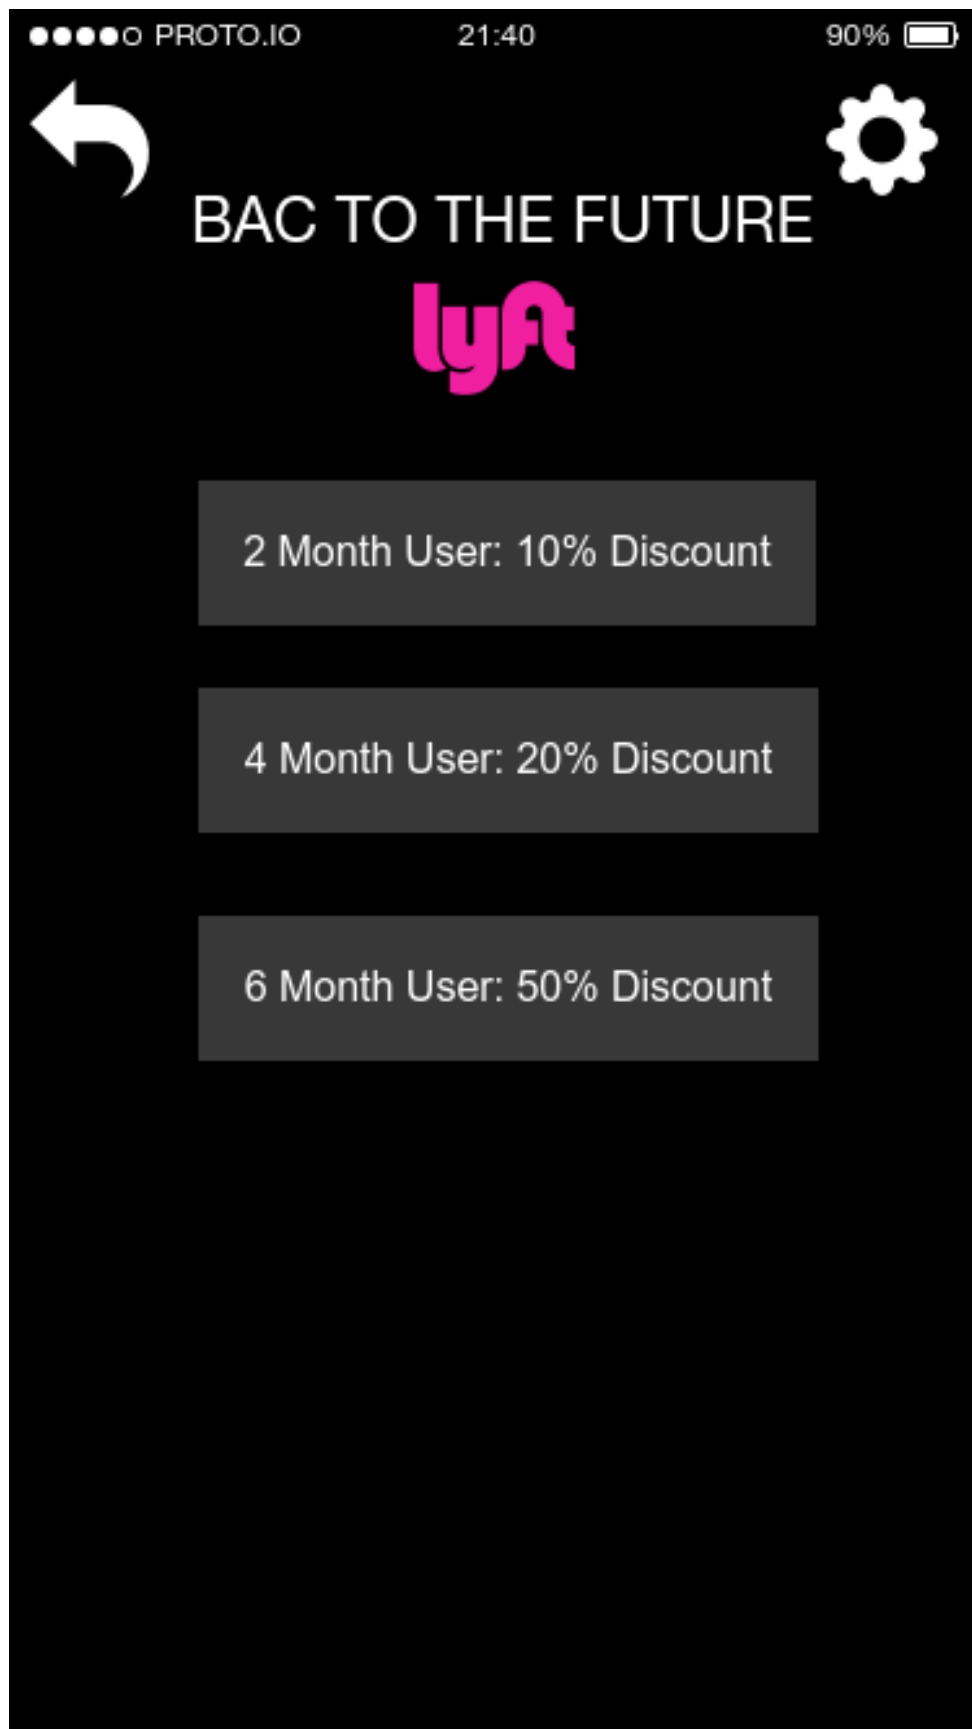 PROTO.IO 21:40 90%
BAC TO THE FUTURE
lyft
2 Month User: 10% Discount
4 Month User: 20% Discount
6 Month User: 50% Discount